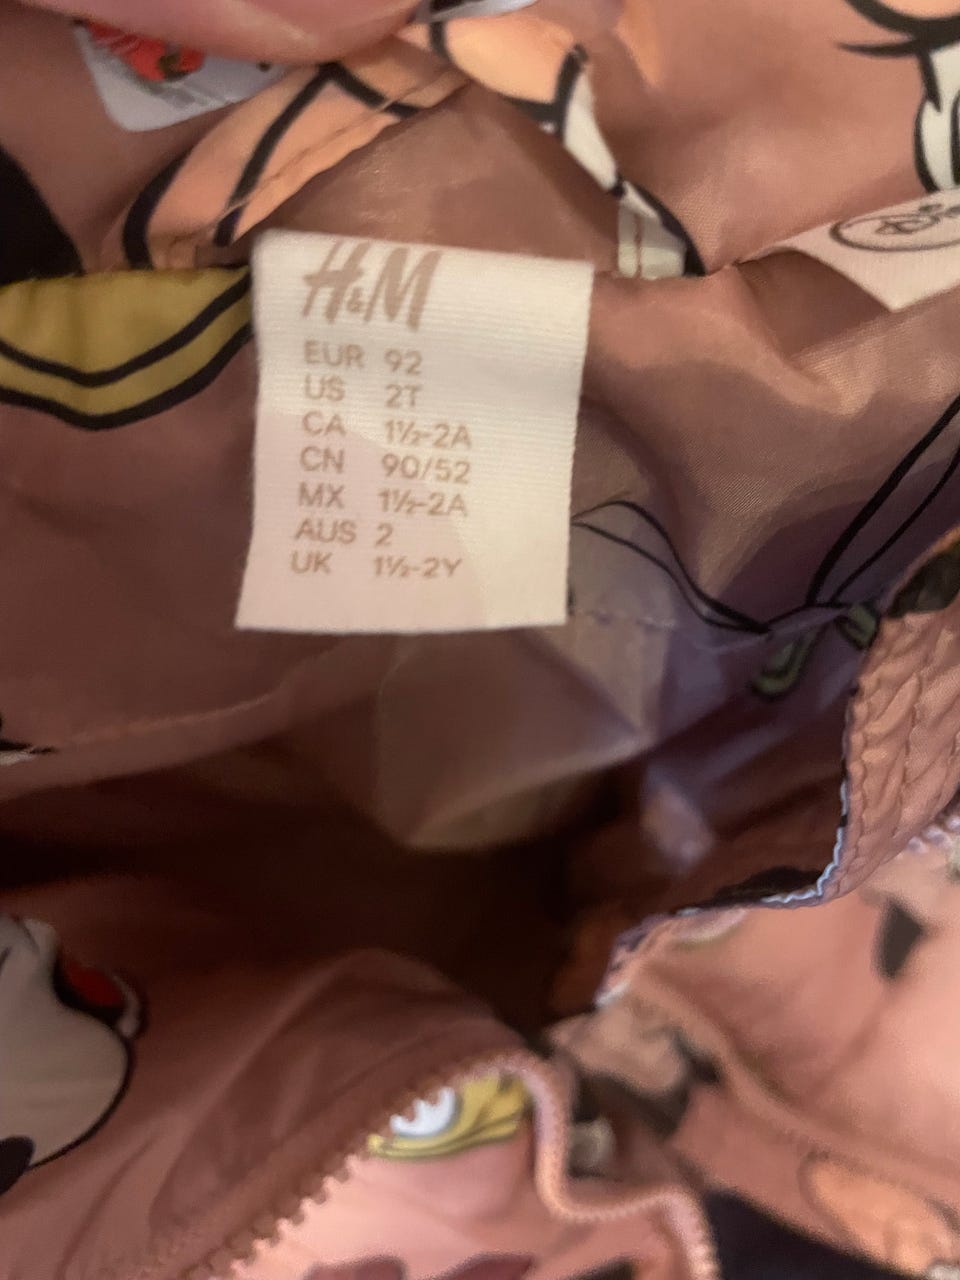 H&M
EUR 92
US 2T
CA 1½-2A
CN 90/52
MX 1½-2A
AUS 2
UK 1½-2Y
Disn